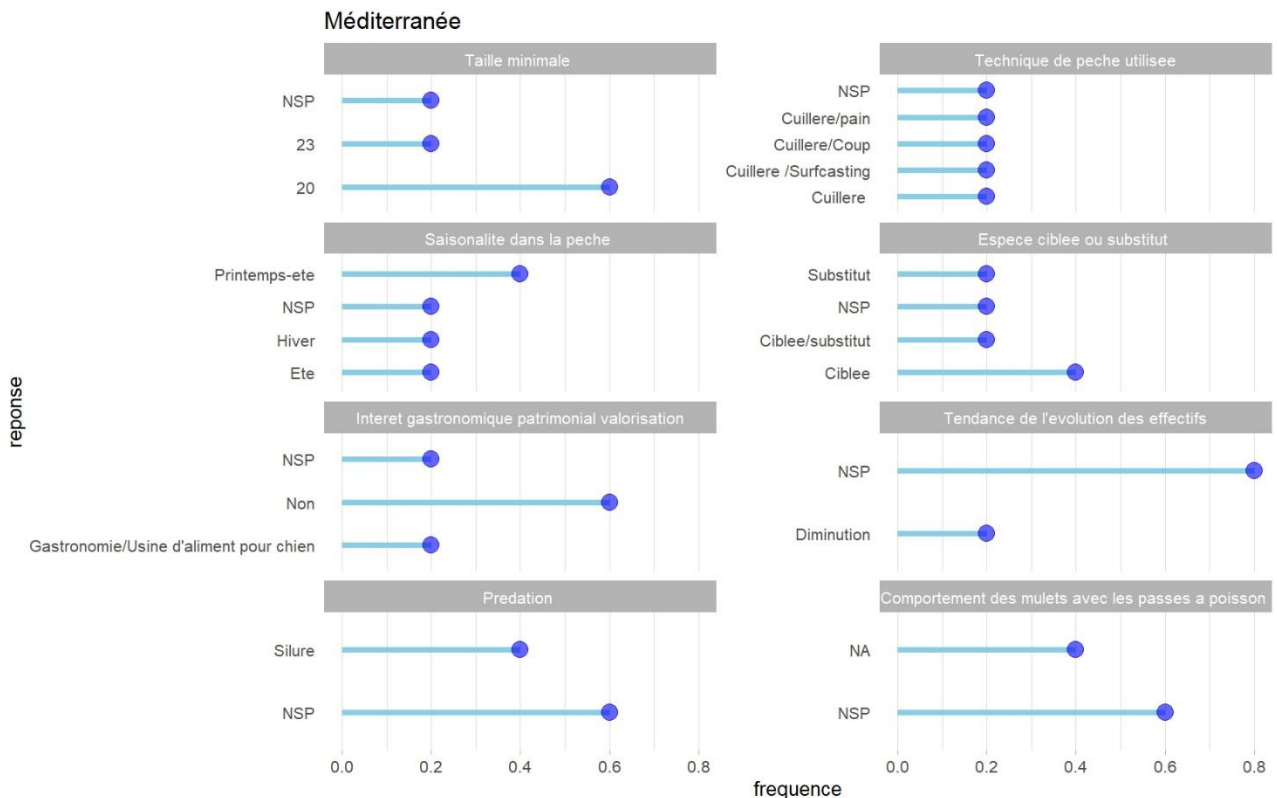 Méditerranée
Taille minimale
NSP
23
20
Technique de peche utilisee
NSP
Cuillere/pain
Cuillere/Coup
Cuillere /Surfcasting
Cuillere
Saisonalite dans la peche
Printemps-ete
NSP
Hiver
Ete
Espece ciblee ou substitut
Substitut
NSP
Ciblee/substitut
Ciblee
Interet gastronomique patrimonial valorisation
NSP
Non
Gastronomie/Usine d'aliment pour chien
Tendance de l'evolution des effectifs
NSP
Diminution
Predation
Silure
NSP
Comportement des mulets avec les passes a poisson
NA
NSP
0.0 0.2 0.4 0.6 0.8
0.0 0.2 0.4 0.6 0.8
frequence
reponse